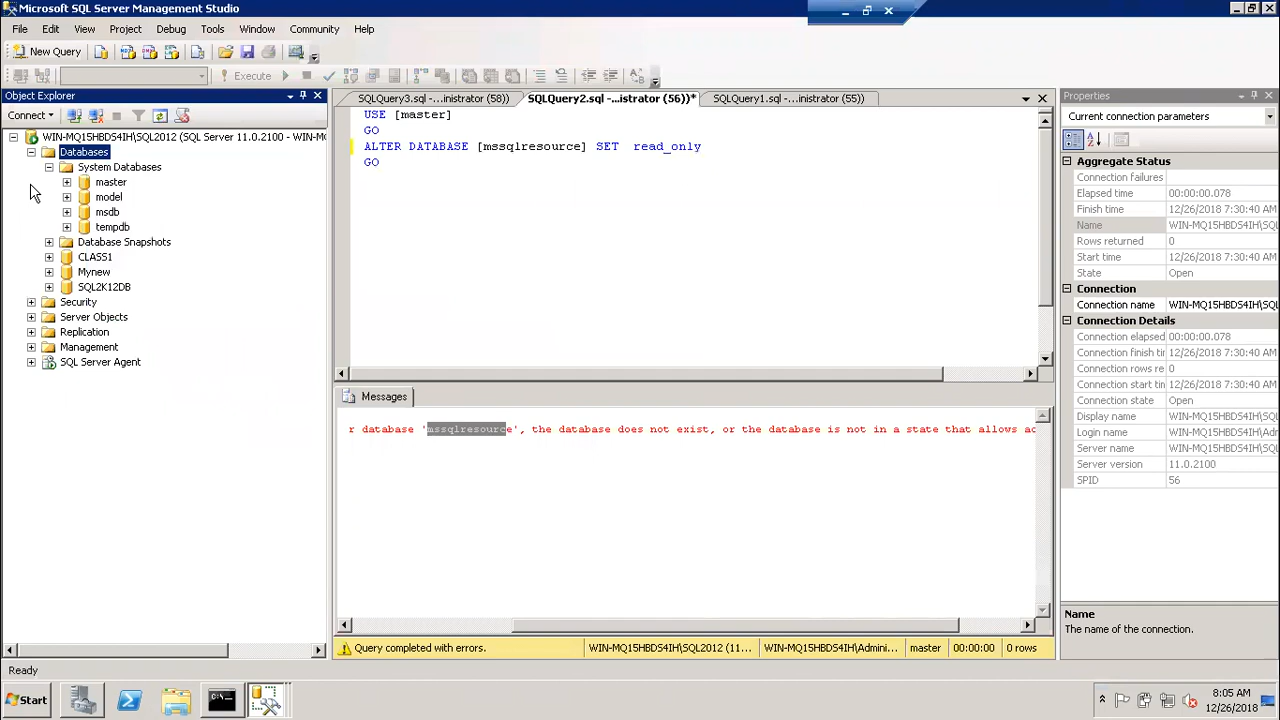 Microsoft SQL Server Management Studio
File Edit View Project Debug Tools Window Community Help
New Query
Execute
Object Explorer
Connect
WIN-MQ15HBDS4IH\SQL2012 (SQL Server 11.0.2100 - WIN-M
Databases
System Databases
master
model
msdb
tempdb
Database Snapshots
CLASS1
Mynew
SQL2K12DB
Security
Server Objects
Replication
Management
SQL Server Agent
SQLQuery3.sql -...inistrator (58)) SQLQuery2.sql -...istrator (56))* SQLQuery1.sql -...inistrator (55))
USE [master]
GO
ALTER DATABASE [mssqlresource] SET read_only
GO
Messages
r database 'mssqlresource', the database does not exist, or the database is not in a state that allows ac
Query completed with errors. WIN-MQ15HBDS4IH\SQL2012 (11... WIN-MQ15HBDS4IH\Admini... master 00:00:00 0 rows
Properties
Current connection parameters
Aggregate Status
Connection failures
Elapsed time 00:00:00.078
Finish time 12/26/2018 7:30:40 AM
Name WIN-MQ15HBDS4IH\SQL
Rows returned 0
Start time 12/26/2018 7:30:40 AM
State Open
Connection
Connection name WIN-MQ15HBDS4IH\SQL
Connection Details
Connection elapsed 00:00:00.078
Connection finish tir 12/26/2018 7:30:40 AM
Connection rows re 0
Connection start tin 12/26/2018 7:30:40 AM
Connection state Open
Display name WIN-MQ15HBDS4IH\SQL
Login name WIN-MQ15HBDS4IH\Adm
Server name WIN-MQ15HBDS4IH\SQL
Server version 11.0.2100
SPID 56
Name
The name of the connection.
Ready
Start
8:05 AM
12/26/2018